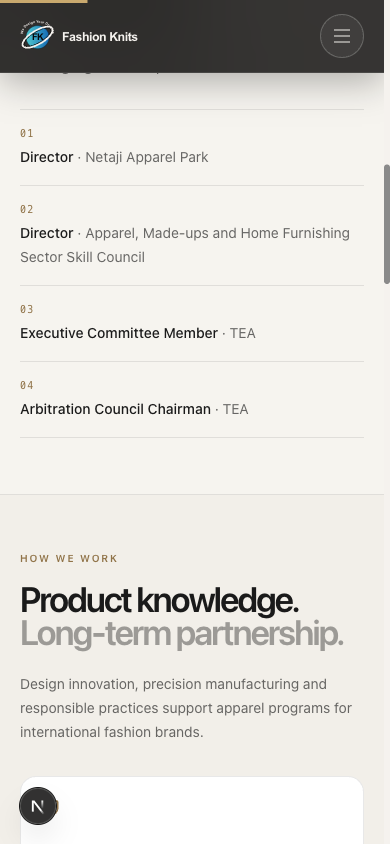 FK
Fashion Knits
01
Director · Netaji Apparel Park
02
Director · Apparel, Made-ups and Home Furnishing
Sector Skill Council
03
Executive Committee Member · TEA
04
Arbitration Council Chairman · TEA
HOW WE WORK
Product knowledge.
Long-term partnership.
Design innovation, precision manufacturing and
responsible practices support apparel programs for
international fashion brands.
N